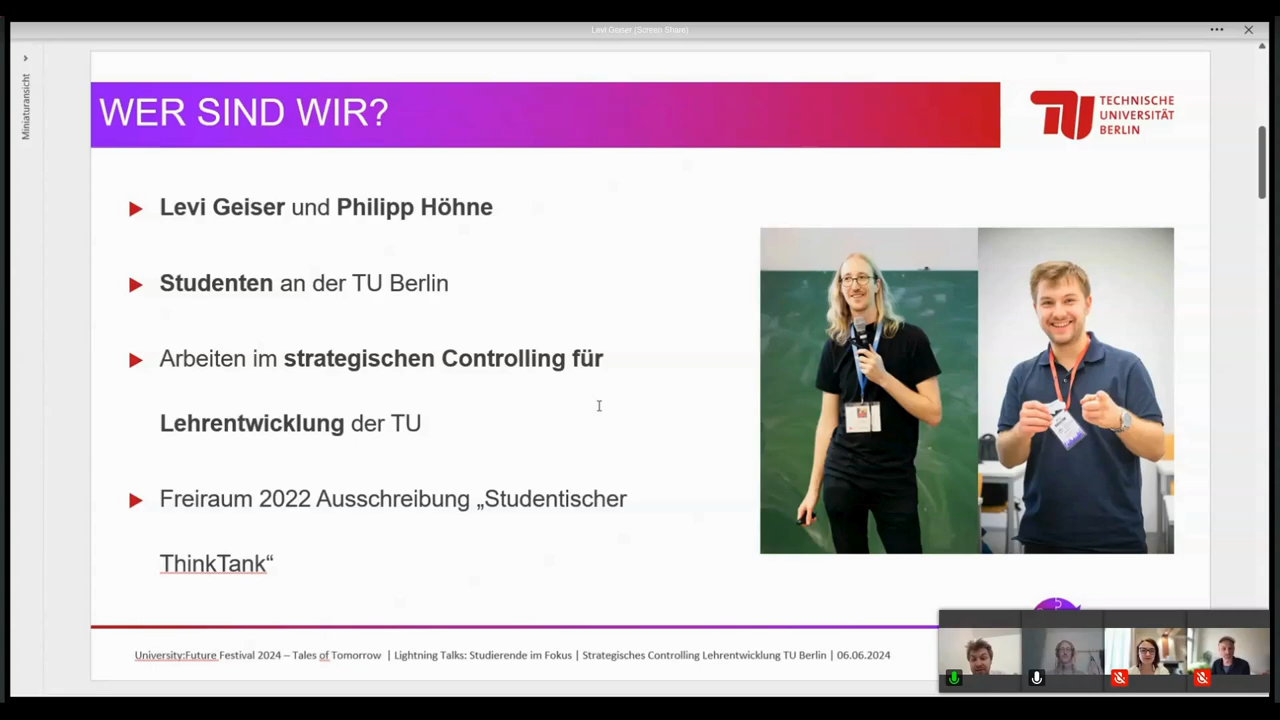 Levi Geiser (Screen Share)
Miniaturansicht
WER SIND WIR?
TECHNISCHE
UNIVERSITÄT
BERLIN
Levi Geiser und Philipp Höhne
Studenten an der TU Berlin
Arbeiten im strategischen Controlling für
Lehrentwicklung der TU
Freiraum 2022 Ausschreibung „Studentischer
ThinkTank“
University:Future Festival 2024 – Tales of Tomorrow | Lightning Talks: Studierende im Fokus | Strategisches Controlling Lehrentwicklung TU Berlin | 06.06.2024